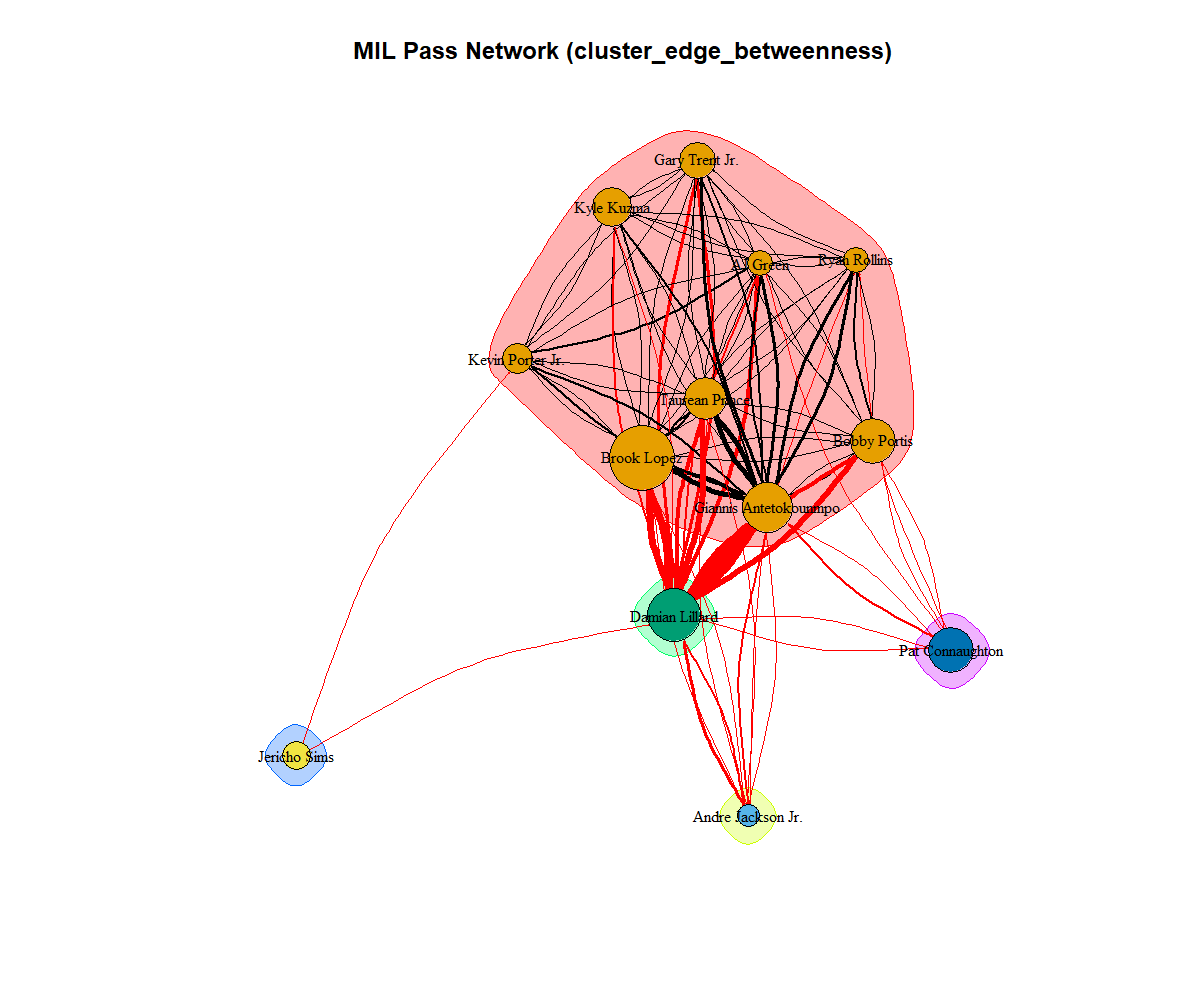 MIL Pass Network (cluster_edge_betweenness)
Gary Trent Jr.
Kyle Kuzma
AJ Green
Ryan Rollins
Kevin Porter Jr.
Taurean Prince
Bobby Portis
Brook Lopez
Giannis Antetokounmpo
Damian Lillard
Pat Connaughton
Jericho Sims
Andre Jackson Jr.